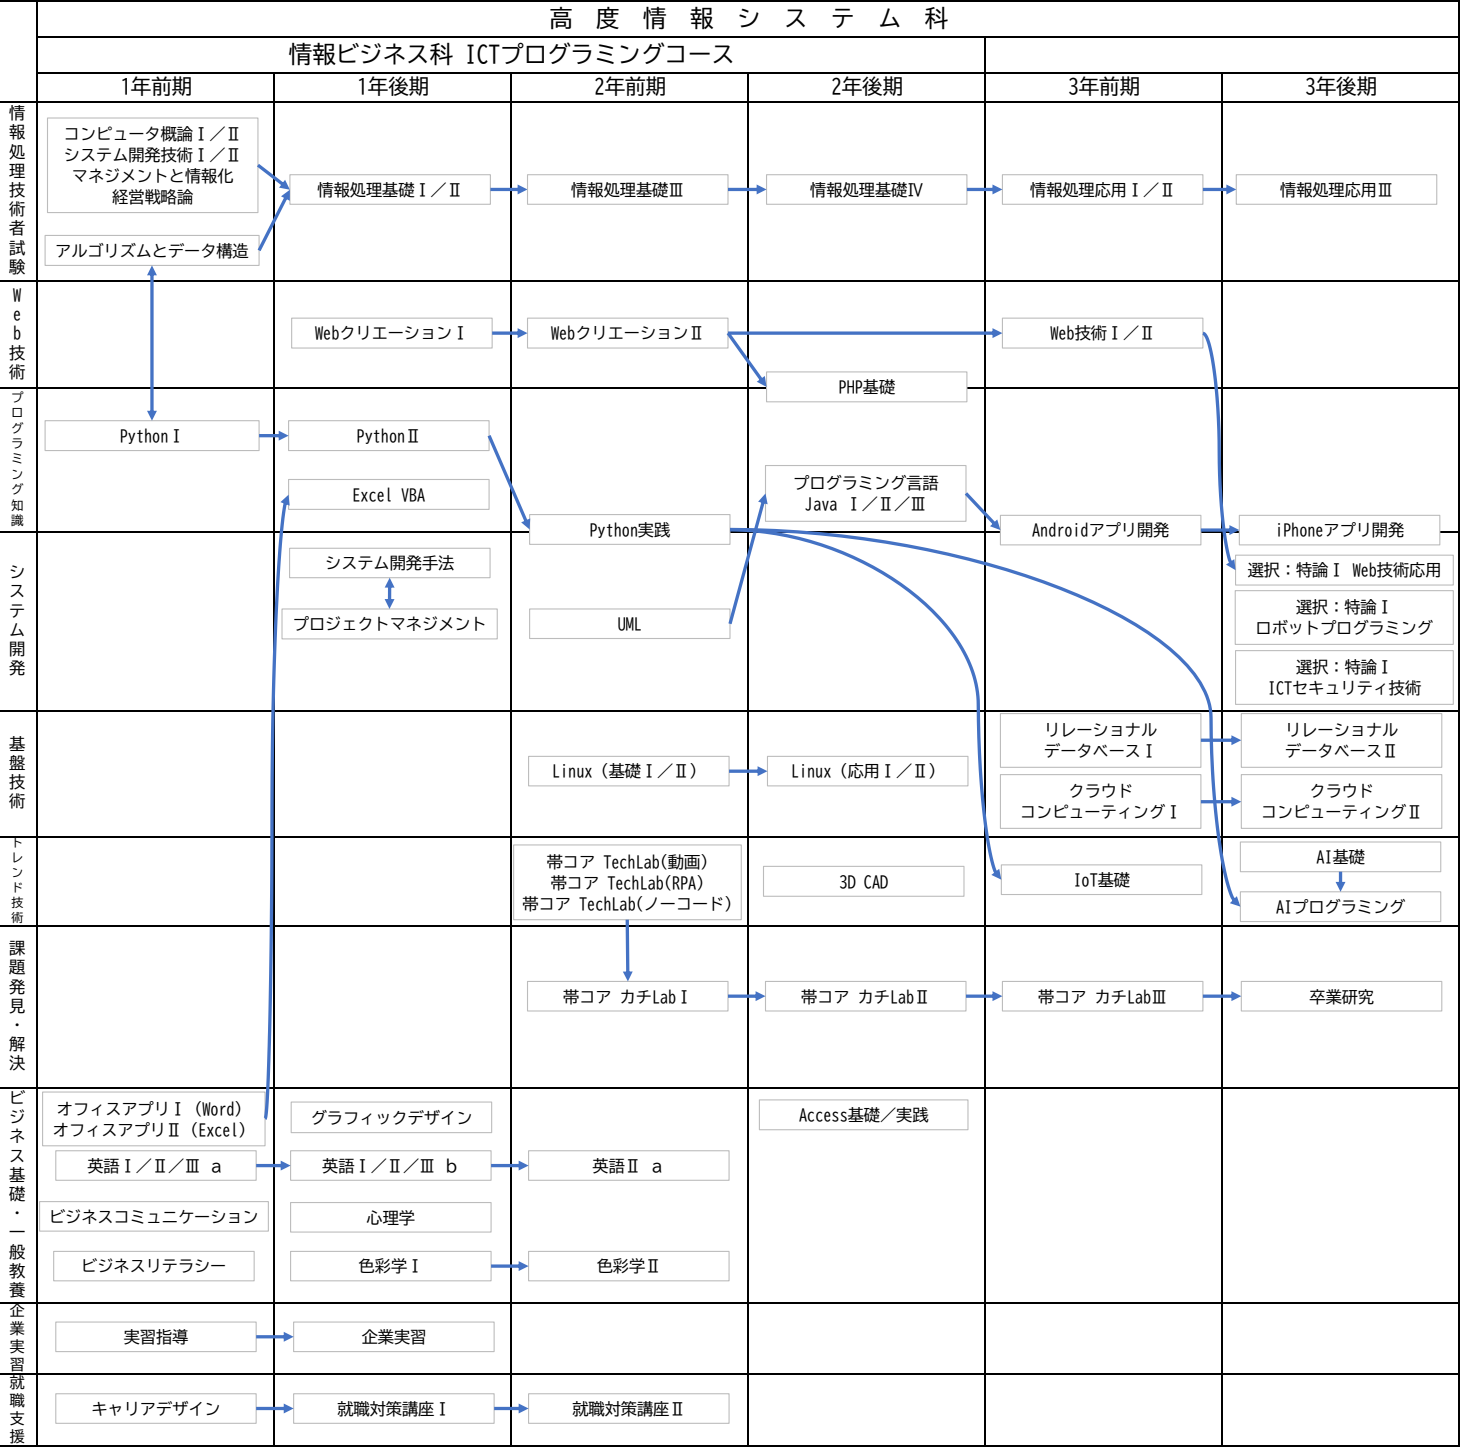 高度情報システム科
情報ビジネス科 ICTプログラミングコース
1年前期
1年後期
2年前期
2年後期
3年前期
3年後期
情報処理技術者試験
コンピュータ概論Ⅰ／Ⅱ
システム開発技術Ⅰ／Ⅱ
マネジメントと情報化
経営戦略論
アルゴリズムとデータ構造
情報処理基礎Ⅰ／Ⅱ
情報処理基礎Ⅲ
情報処理基礎Ⅳ
情報処理応用Ⅰ／Ⅱ
情報処理応用Ⅲ
Web技術
WebクリエーションⅠ
WebクリエーションⅡ
PHP基礎
Web技術Ⅰ／Ⅱ
プログラミング知識
PythonⅠ
PythonⅡ
Excel VBA
Python実践
プログラミング言語
Java Ⅰ／Ⅱ／Ⅲ
Androidアプリ開発
iPhoneアプリ開発
システム開発
システム開発手法
プロジェクトマネジメント
UML
選択：特論Ⅰ Web技術応用
選択：特論Ⅰ
ロボットプログラミング
選択：特論Ⅰ
ICTセキュリティ技術
基盤技術
Linux（基礎Ⅰ／Ⅱ）
Linux（応用Ⅰ／Ⅱ）
リレーショナル
データベースⅠ
リレーショナル
データベースⅡ
クラウド
コンピューティングⅠ
クラウド
コンピューティングⅡ
トレンド技術
帯コア TechLab(動画)
帯コア TechLab(RPA)
帯コア TechLab(ノーコード)
3D CAD
IoT基礎
AI基礎
AIプログラミング
課題発見・解決
帯コア カチLabⅠ
帯コア カチLabⅡ
帯コア カチLabⅢ
卒業研究
ビジネス基礎・一般教養
オフィスアプリⅠ（Word）
オフィスアプリⅡ（Excel）
グラフィックデザイン
Access基礎／実践
英語Ⅰ／Ⅱ／Ⅲ a
英語Ⅰ／Ⅱ／Ⅲ b
英語Ⅱ a
ビジネスコミュニケーション
心理学
ビジネスリテラシー
色彩学Ⅰ
色彩学Ⅱ
企業実習
実習指導
企業実習
就職支援
キャリアデザイン
就職対策講座Ⅰ
就職対策講座Ⅱ